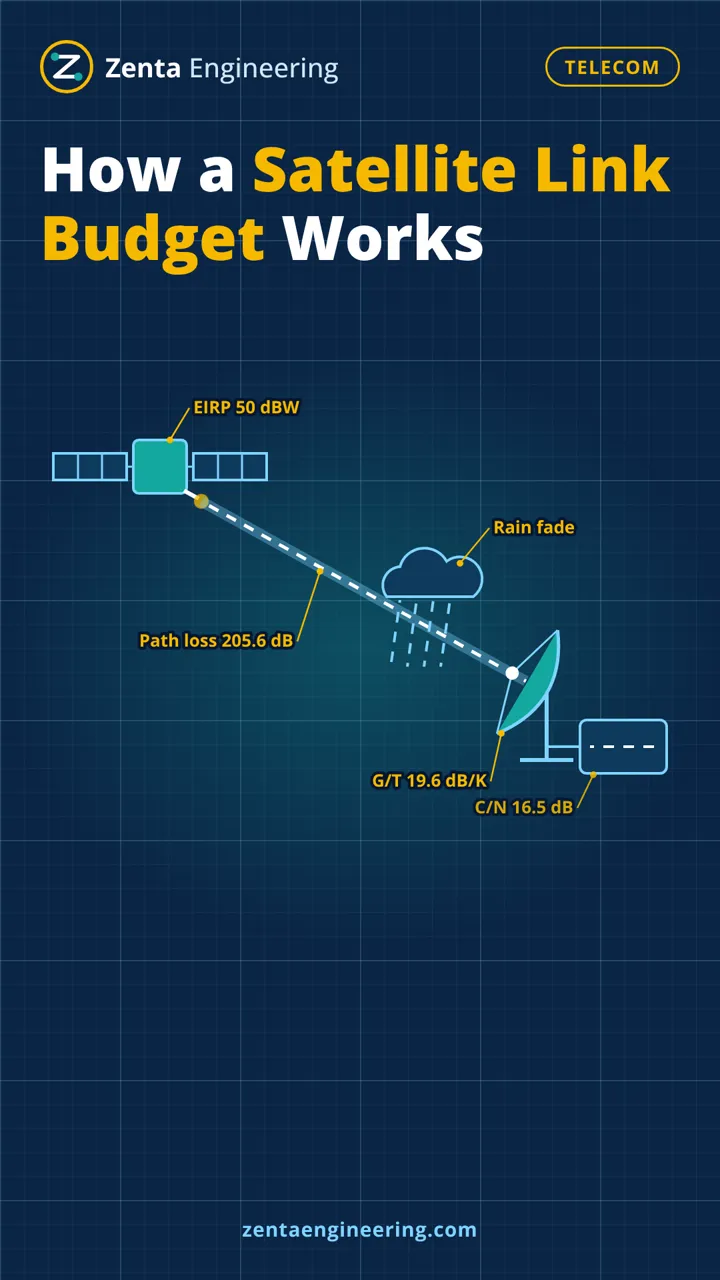 Zenta Engineering
TELECOM
How a Satellite Link
Budget Works
EIRP 50 dBW
Rain fade
Path loss 205.6 dB
G/T 19.6 dB/K
C/N 16.5 dB
zentaengineering.com